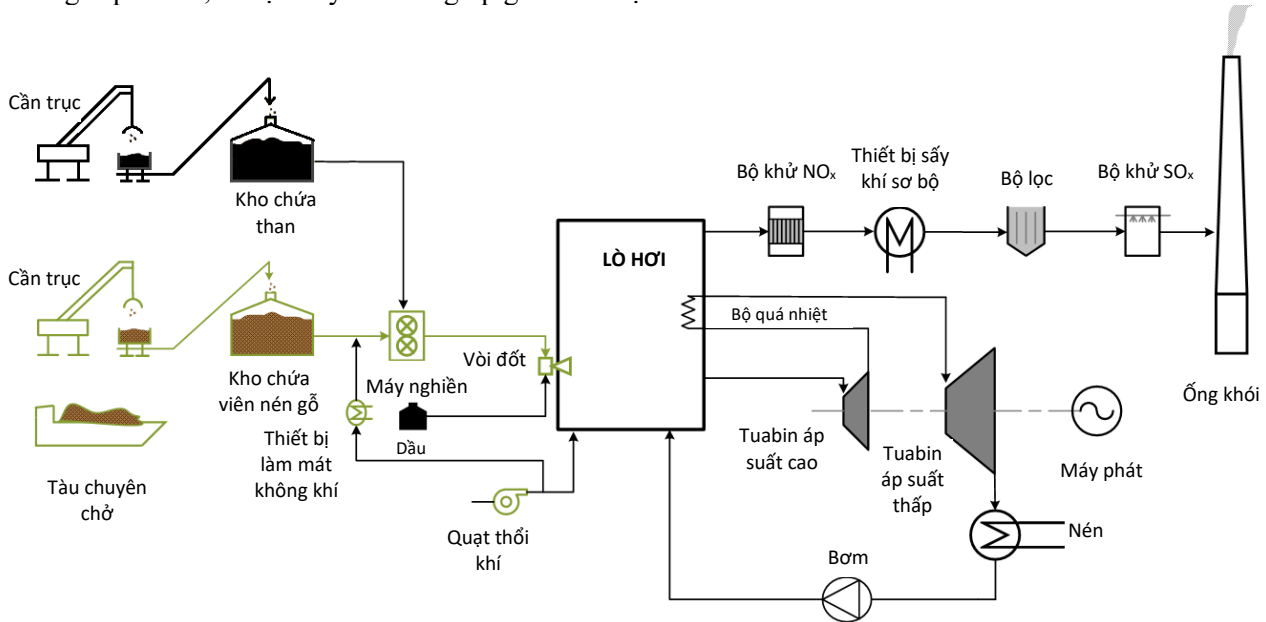 Cần trục
Kho chứa
than
Cần trục
Kho chứa
viên nén gỗ
Tàu chuyên
chở
Thiết bị
làm mát
không khí
Máy nghiền
Dầu
Vòi đốt
Quạt thổi
khí
LÒ HƠI
Bộ quá nhiệt
Bộ khử NOₓ
Thiết bị sấy
khí sơ bộ
Bộ lọc
Bộ khử SOₓ
Ống khói
Tuabin áp
suất cao
Tuabin
áp suất
thấp
Máy phát
Nén
Bơm